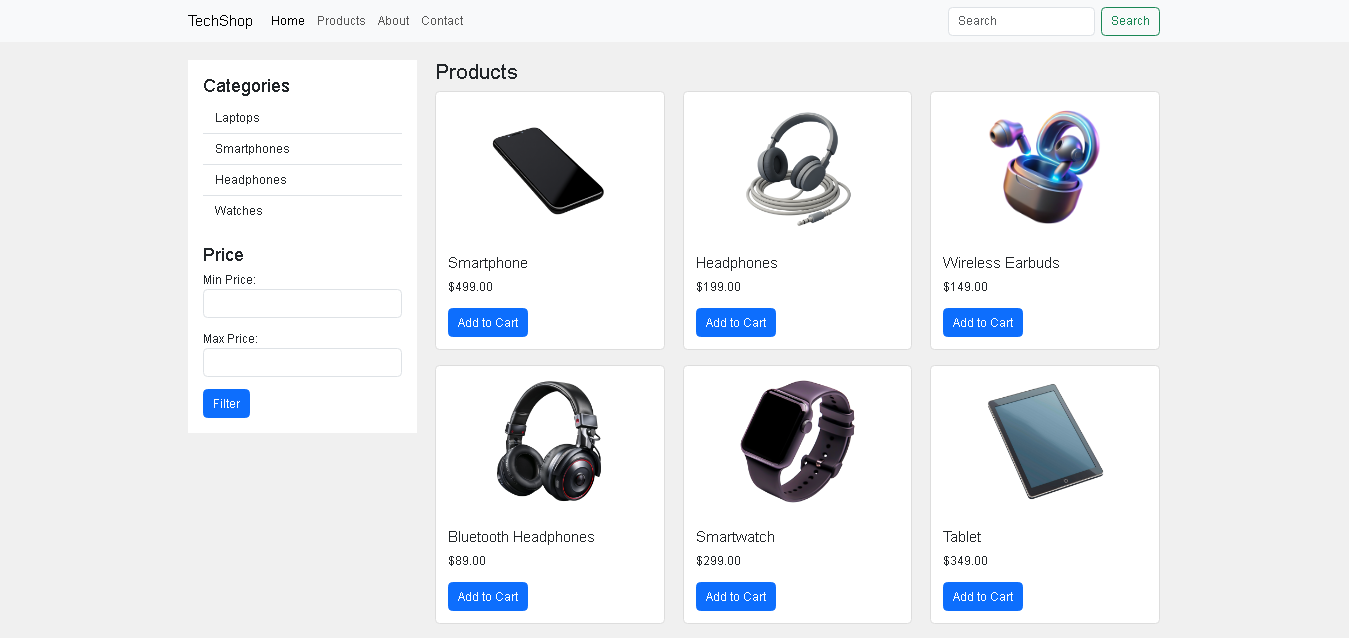 TechShop Home Products About Contact Search Search
Categories
Laptops
Smartphones
Headphones
Watches
Price
Min Price:
Max Price:
Filter
Products
Smartphone
$499.00
Add to Cart
Headphones
$199.00
Add to Cart
Wireless Earbuds
$149.00
Add to Cart
Bluetooth Headphones
$89.00
Add to Cart
Smartwatch
$299.00
Add to Cart
Tablet
$349.00
Add to Cart